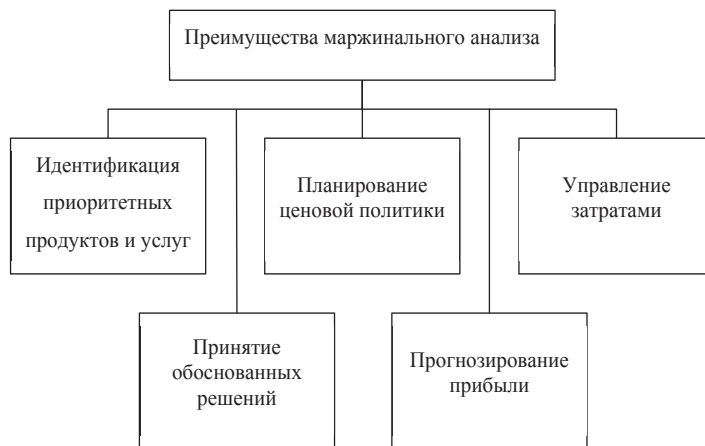 Преимущества маржинального анализа
Идентификация
приоритетных
продуктов и услуг
Планирование
ценовой политики
Управление
затратами
Принятие
обоснованных
решений
Прогнозирование
прибыли